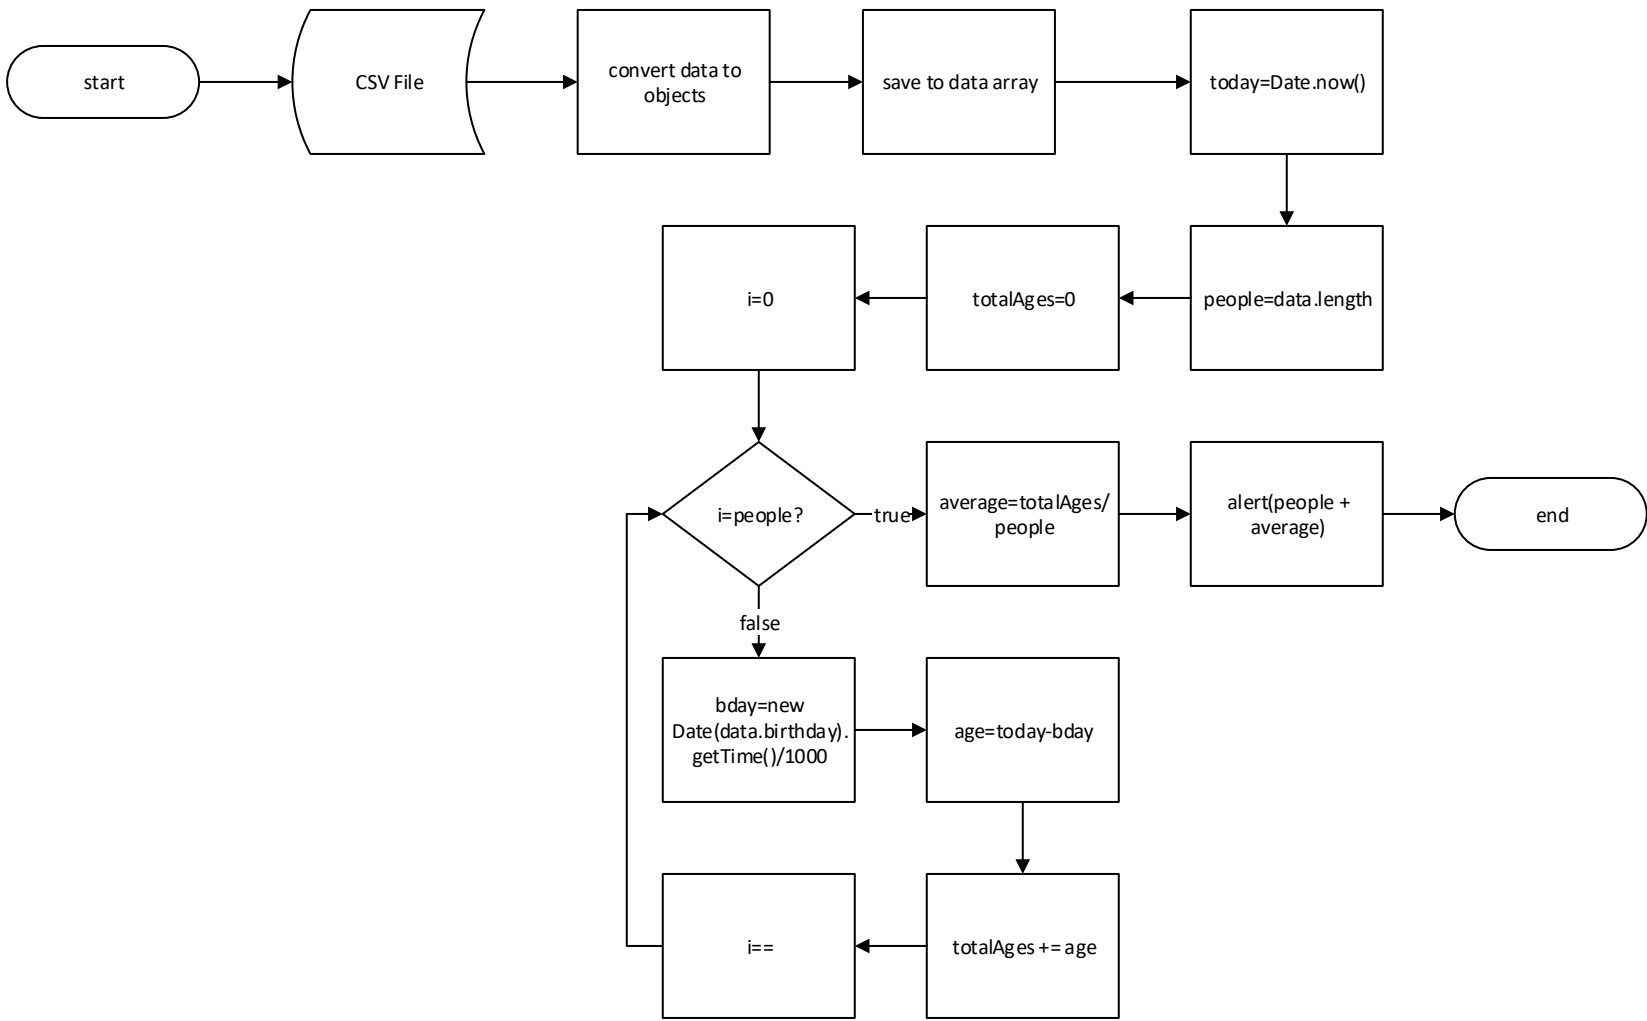 start
CSV File
convert data to
objects
save to data array
today=Date.now()
people=data.length
totalAges=0
i=0
i=people?
true
average=totalAges/
people
alert(people +
average)
end
false
bday=new
Date(data.birthday).
getTime()/1000
age=today-bday
totalAges += age
i==